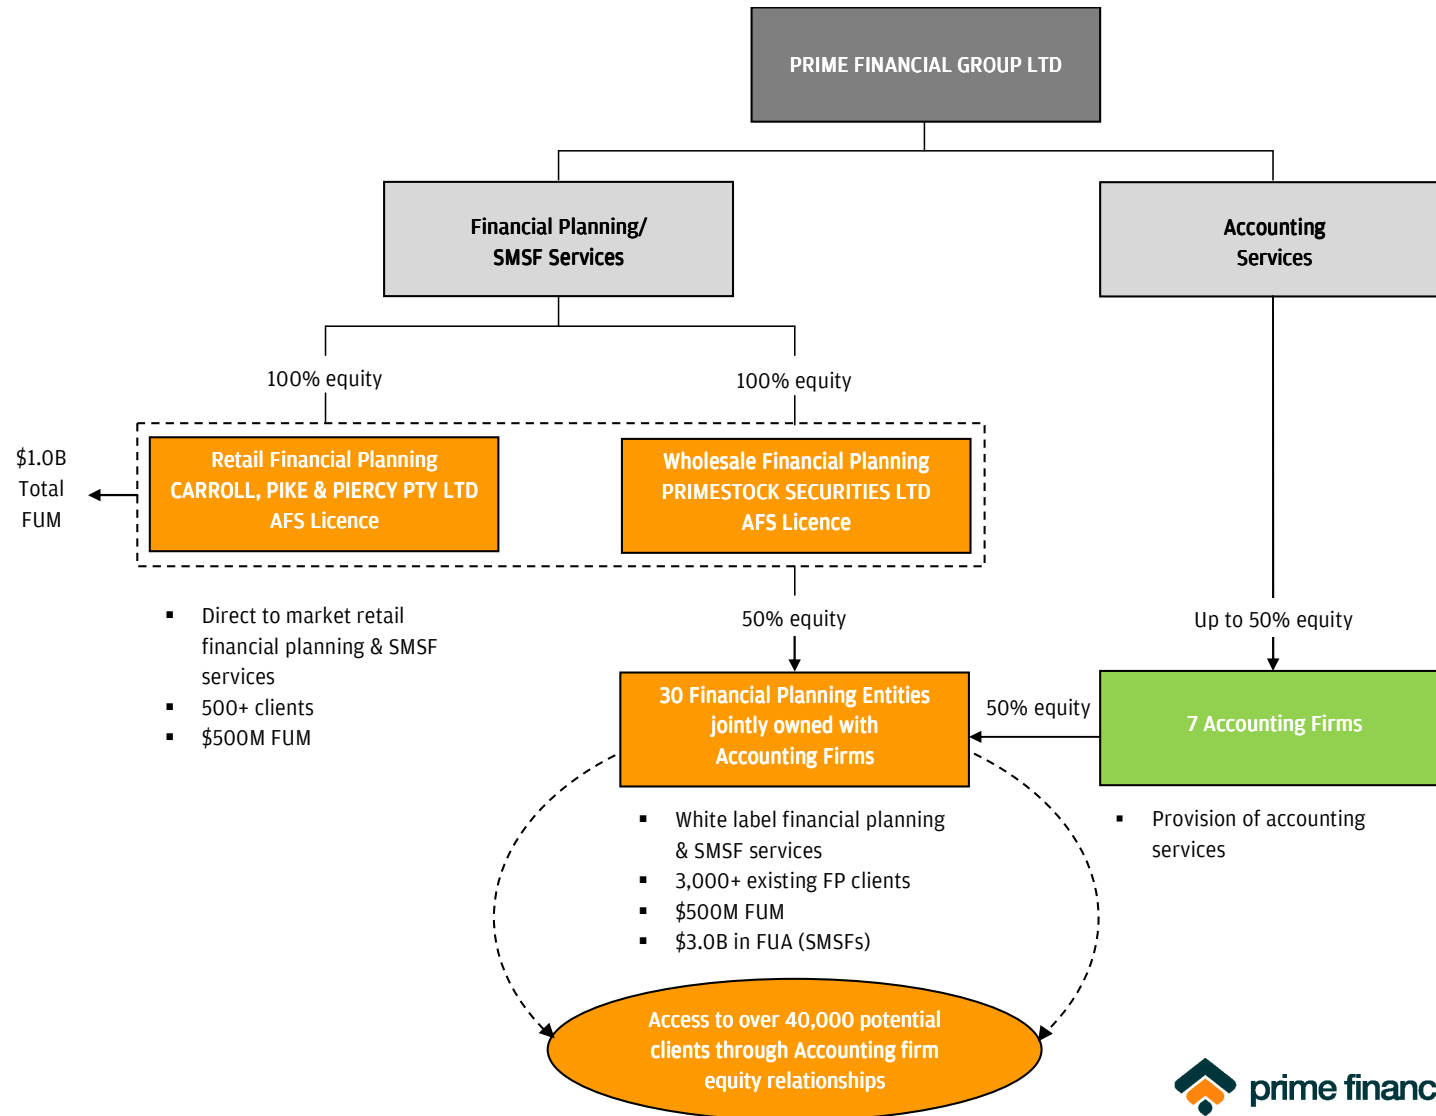 PRIME FINANCIAL GROUP LTD
Financial Planning/
SMSF Services
Accounting
Services
100% equity
100% equity
$1.0B
Total
FUM
Retail Financial Planning
CARROLL, PIKE & PIERCY PTY LTD
AFS Licence
Wholesale Financial Planning
PRIMESTOCK SECURITIES LTD
AFS Licence
▪ Direct to market retail
financial planning & SMSF
services
▪ 500+ clients
▪ $500M FUM
50% equity
Up to 50% equity
30 Financial Planning Entities
jointly owned with
Accounting Firms
50% equity
7 Accounting Firms
▪ White label financial planning
& SMSF services
▪ 3,000+ existing FP clients
▪ $500M FUM
▪ $3.0B in FUA (SMSFs)
▪ Provision of accounting
services
Access to over 40,000 potential
clients through Accounting firm
equity relationships
prime financ